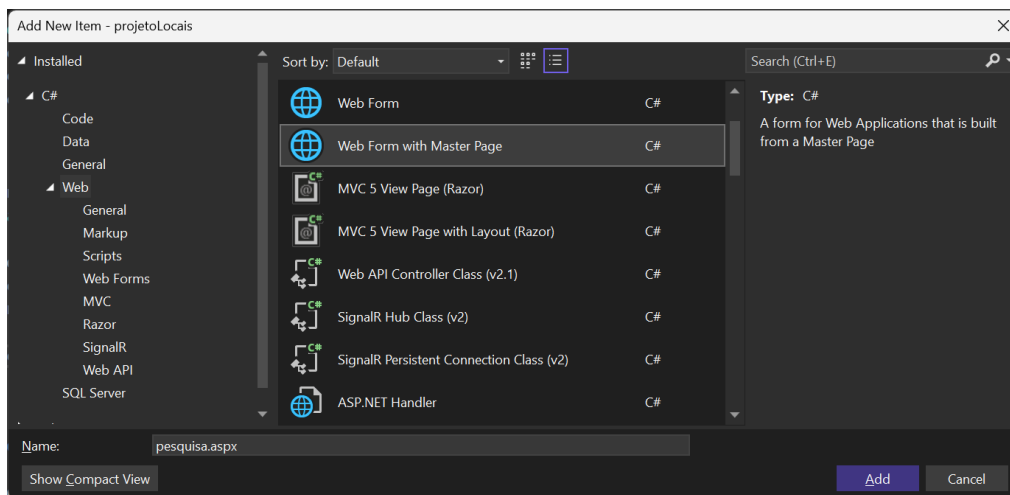 Add New Item - projetoLocais
Installed
C#
Code
Data
General
Web
General
Markup
Scripts
Web Forms
MVC
Razor
SignalR
Web API
SQL Server
Sort by: Default
Web Form C#
Web Form with Master Page C#
MVC 5 View Page (Razor) C#
MVC 5 View Page with Layout (Razor) C#
Web API Controller Class (v2.1) C#
SignalR Hub Class (v2) C#
SignalR Persistent Connection Class (v2) C#
ASP.NET Handler C#
Search (Ctrl+E)
Type: C#
A form for Web Applications that is built
from a Master Page
Name: pesquisa.aspx
Show Compact View
Add Cancel